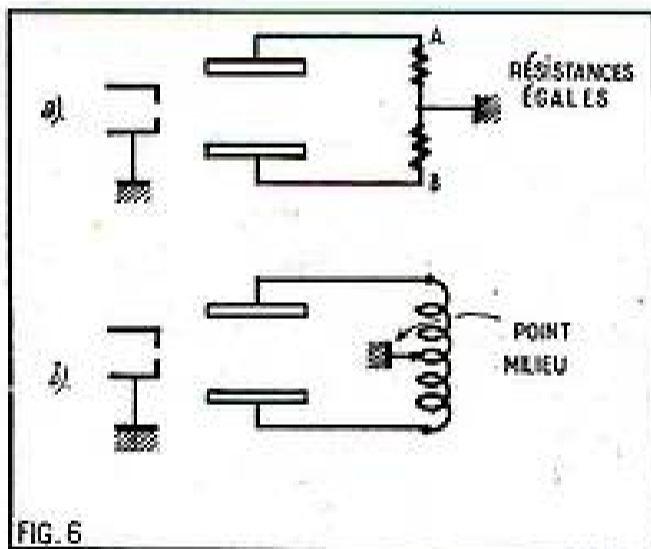 a)
A
RÉSISTANCES
ÉGALES
B
b)
POINT
MILIEU
FIG. 6